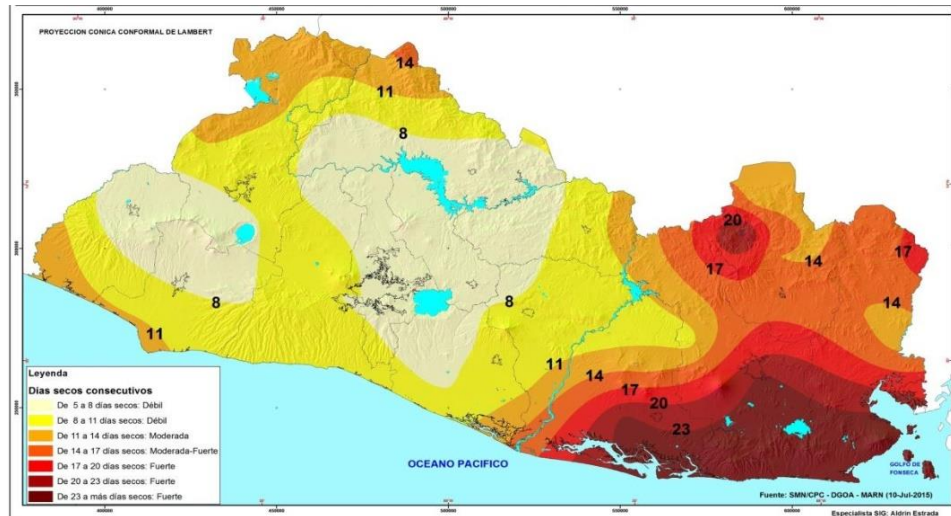 PROYECCION CONICA CONFORMAL DE LAMBERT
14
11
8
20
17
14
17
14
8
8
11
11
14
17
20
23
Leyenda
Dias secos consecutivos
De 5 a 8 días secos: Débil
De 8 a 11 días secos: Débil
De 11 a 14 días secos: Moderada
De 14 a 17 días secos: Moderada-Fuerte
De 17 a 20 días secos: Fuerte
De 20 a 23 días secos: Fuerte
De 23 a más días secos: Fuerte
OCEANO PACIFICO
GOLFO DE
FONSECA
Fuente: SMN/CPC - DGOA - MARN (10-Jul-2015)
Especialista SIG: Aldrin Estrada